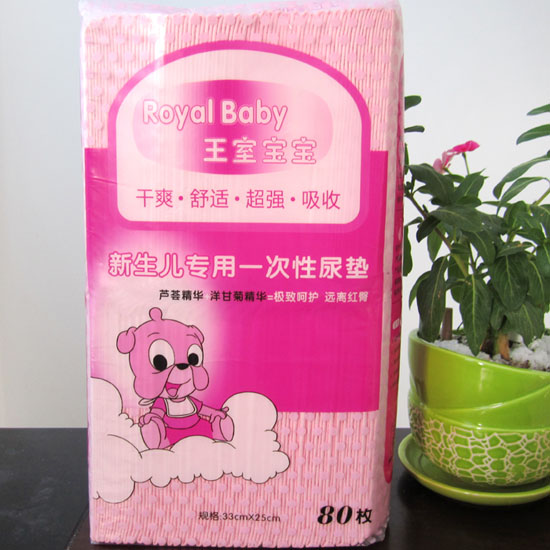 Royal Baby
王室宝宝
干爽·舒适·超强·吸收
新生儿专用一次性尿垫
芦荟精华 洋甘菊精华=极致呵护 远离红臀
规格:33cmX25cm
80枚